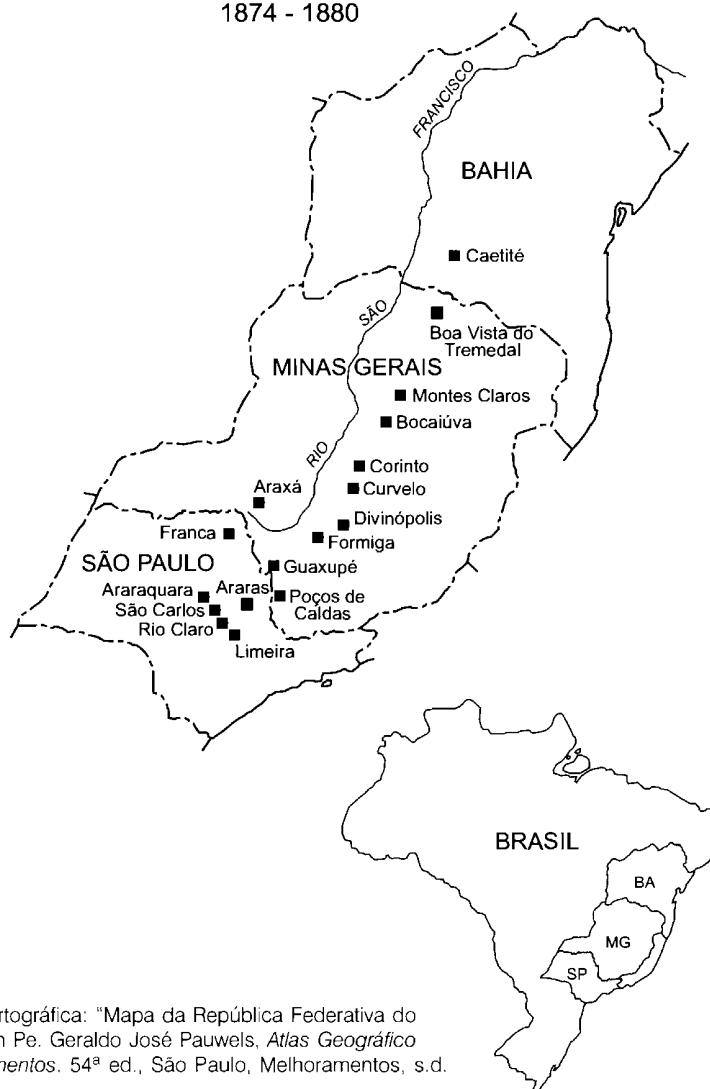 1874 - 1880
FRANCISCO
BAHIA
Caetité
SÃO
Boa Vista do
Tremedal
MINAS GERAIS
Montes Claros
Bocaiúva
RIO
Corinto
Araxá
Curvelo
Divinópolis
Franca
Formiga
SÃO PAULO
Guaxupé
Araraquara
Araras
Poços de
Caldas
São Carlos
Rio Claro
Limeira
BRASIL
BA
MG
SP
rtográfica: "Mapa da República Federativa do
Pe. Geraldo José Pauwels, Atlas Geográfico
mentos. 54ª ed., São Paulo, Melhoramentos, s.d.